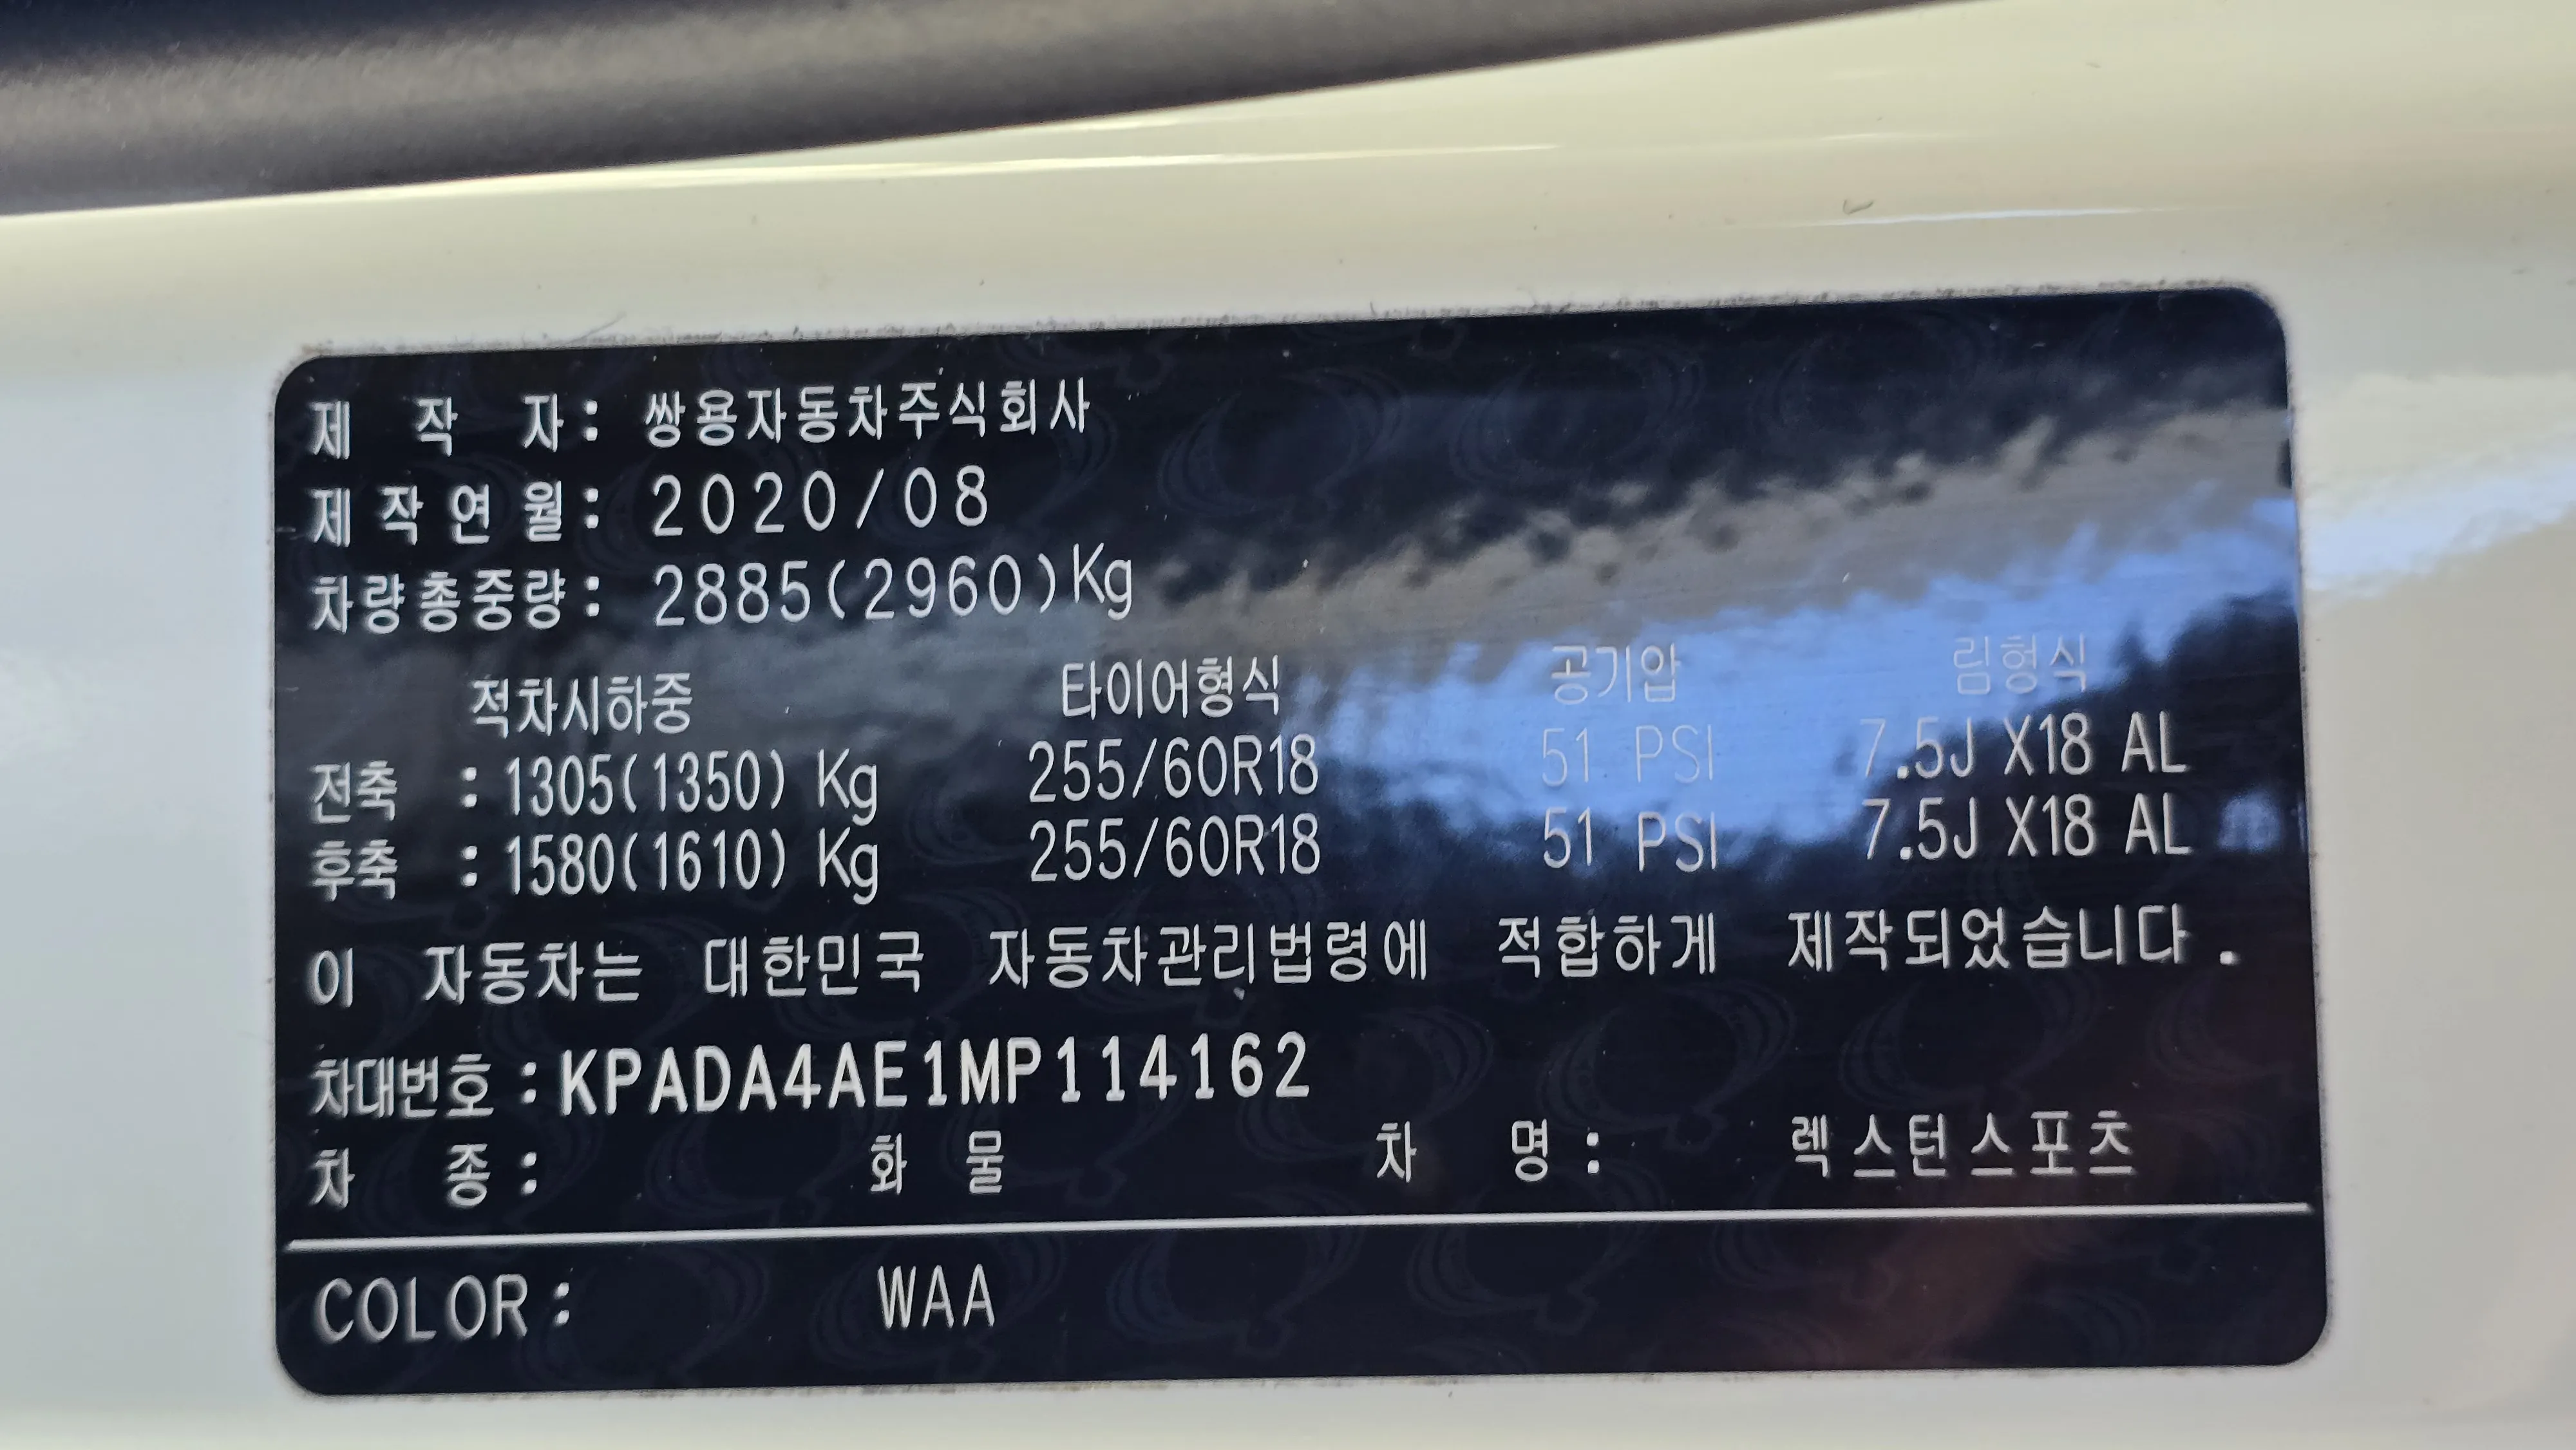 제 작 자: 쌍용자동차주식회사
제작연월: 2020/08
차량총중량: 2885(2960)Kg
적차시하중 타이어형식 공기압 림형식
전축 : 1305(1350) Kg 255/60R18 51 PSI 7.5J X18 AL
후축 : 1580(1610) Kg 255/60R18 51 PSI 7.5J X18 AL
이 자동차는 대한민국 자동차관리법령에 적합하게 제작되었습니다.
차대번호:KPADA4AE1MP114162
차 종: 화 물 차 명: 렉스턴스포츠
COLOR: WAA